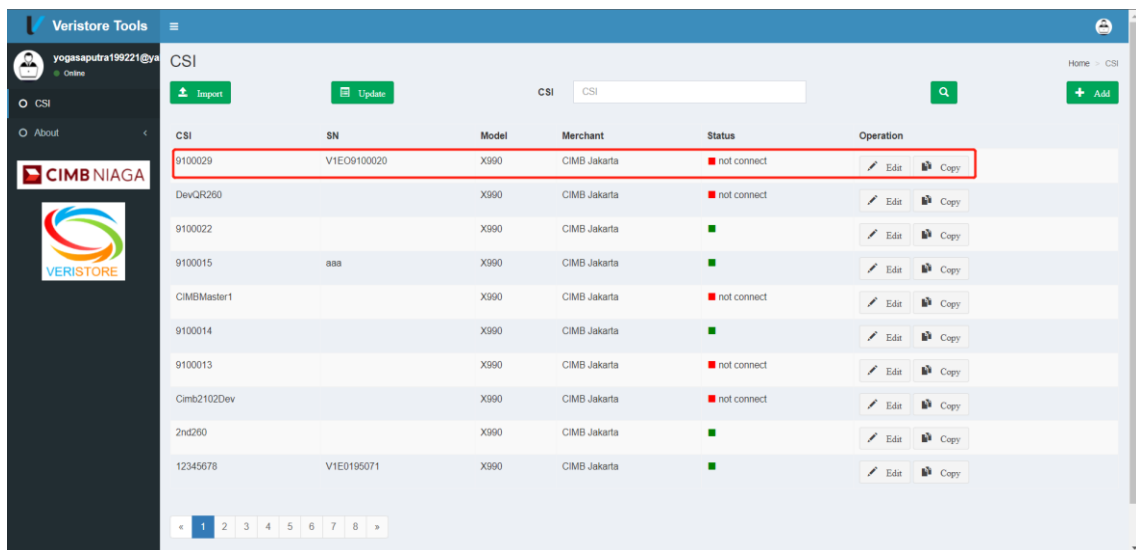 Veristore Tools
yogasaputra199221@ya
Online
CSI
About
CIMB NIAGA
VERISTORE
CSI
Home > CSI
Import Update CSI CSI Add
CSI SN Model Merchant Status Operation
9100029 V1EO9100020 X990 CIMB Jakarta not connect Edit Copy
DevQR260 X990 CIMB Jakarta not connect Edit Copy
9100022 X990 CIMB Jakarta Edit Copy
9100015 aaa X990 CIMB Jakarta Edit Copy
CIMBMaster1 X990 CIMB Jakarta not connect Edit Copy
9100014 X990 CIMB Jakarta Edit Copy
9100013 X990 CIMB Jakarta not connect Edit Copy
Cimb2102Dev X990 CIMB Jakarta not connect Edit Copy
2nd260 X990 CIMB Jakarta Edit Copy
12345678 V1E0195071 X990 CIMB Jakarta Edit Copy
« 1 2 3 4 5 6 7 8 »